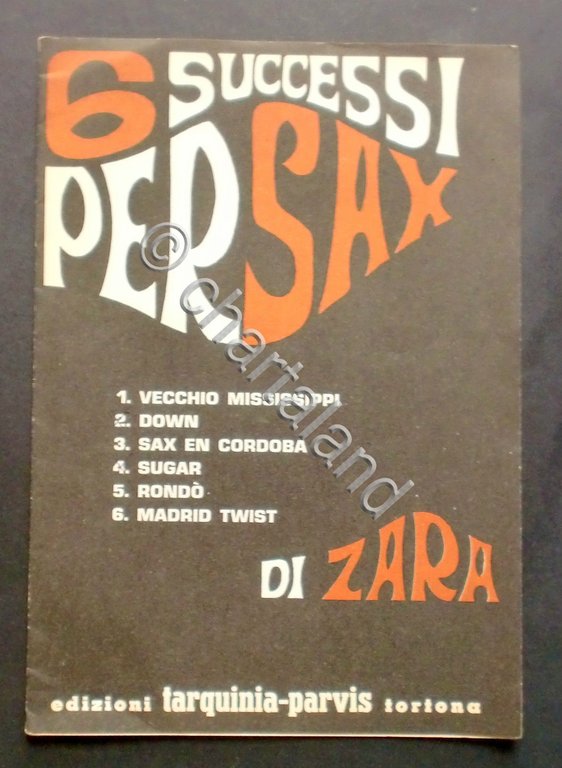 6 SUCCESSI
PER SAX
1. VECCHIO MISSISSIPPI
2. DOWN
3. SAX EN CORDOBA
4. SUGAR
5. RONDÒ
6. MADRID TWIST
DI ZARA
edizioni tarquinia-parvis tortona
© chartaland